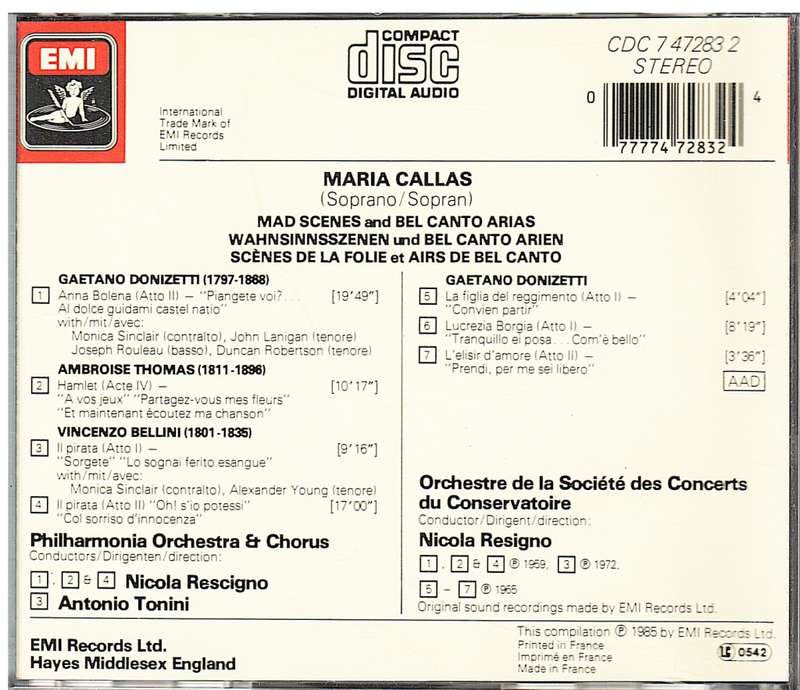 EMI
International
Trade Mark of
EMI Records
Limited
COMPACT
disc
DIGITAL AUDIO
CDC 7 47283 2
STEREO
0 77774 72832 4
MARIA CALLAS
(Soprano/Sopran)
MAD SCENES and BEL CANTO ARIAS
WAHNSINNSSZENEN und BEL CANTO ARIEN
SCÈNES DE LA FOLIE et AIRS DE BEL CANTO
GAETANO DONIZETTI (1797-1868)
1 Anna Bolena (Atto II) – "Piangete voi?... [19'49"]
Al dolce guidami castel natio"
with/mit/avec:
Monica Sinclair (contralto), John Lanigan (tenore)
Joseph Rouleau (basso), Duncan Robertson (tenore)
AMBROISE THOMAS (1811-1896)
2 Hamlet (Acte IV) – [10'17"]
"A vos jeux" "Partagez-vous mes fleurs"
"Et maintenant écoutez ma chanson"
VINCENZO BELLINI (1801-1835)
3 Il pirata (Atto I) – [9'16"]
"Sorgete" "Lo sognai ferito esangue"
with/mit/avec:
Monica Sinclair (contralto), Alexander Young (tenore)
4 Il pirata (Atto II) "Oh! s'io potessi" [17'00"]
"Col sorriso d'innocenza"
Philharmonia Orchestra & Chorus
Conductors/Dirigenten/direction:
1, 2 & 4 Nicola Rescigno
3 Antonio Tonini
EMI Records Ltd.
Hayes Middlesex England
GAETANO DONIZETTI
5 La figlia del reggimento (Atto I) – [4'04"]
"Convien partir"
6 Lucrezia Borgia (Atto I) – [8'19"]
"Tranquillo ei posa...Com'è bello"
7 L'elisir d'amore (Atto II) – [3'36"]
"Prendi, per me sei libero"
AAD
Orchestre de la Société des Concerts
du Conservatoire
Conductor/Dirigent/direction:
Nicola Resigno
1, 2 & 4 ℗ 1959, 3 ℗ 1972,
5 – 7 ℗ 1965
Original sound recordings made by EMI Records Ltd.
This compilation ℗ 1985 by EMI Records Ltd.
Printed in France
Imprimé en France
Made in France
LC 0542